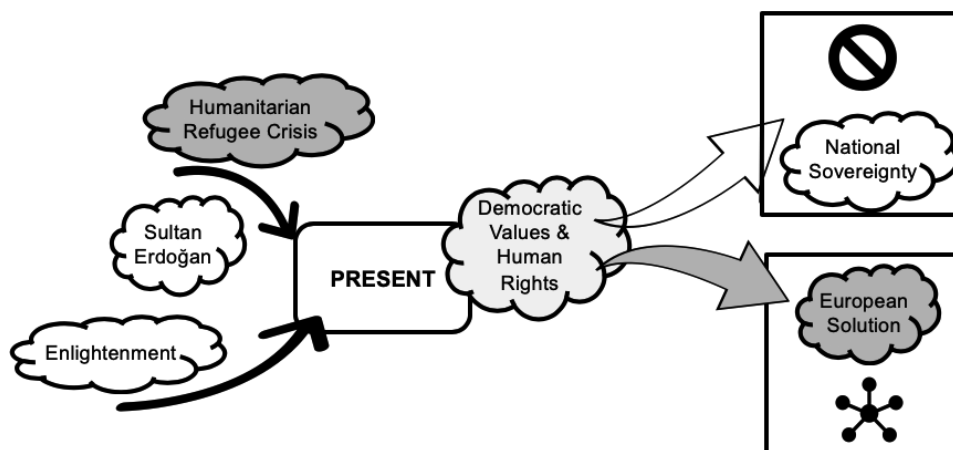 Humanitarian
Refugee Crisis
Sultan
Erdoğan
Enlightenment
PRESENT
Democratic
Values &
Human
Rights
National
Sovereignty
European
Solution